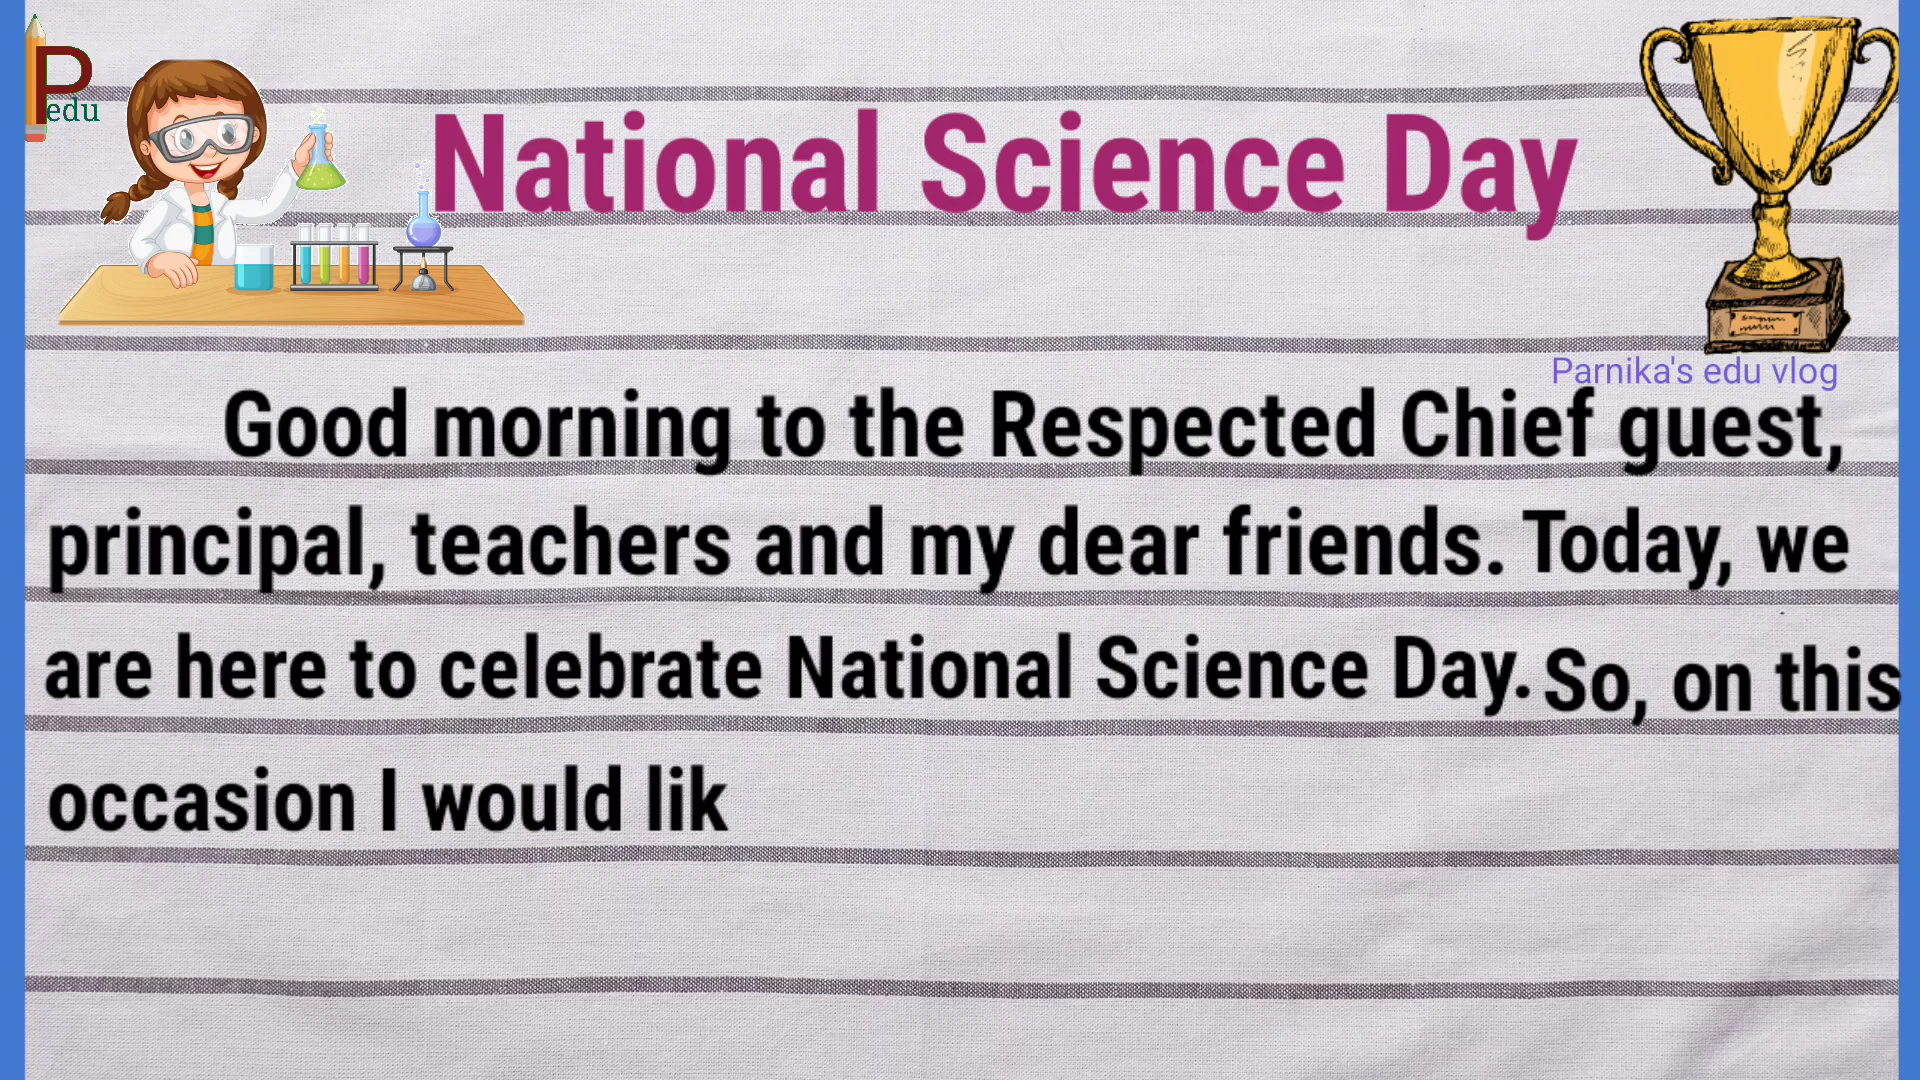 P
edu
National Science Day
Parnika's edu vlog
Good morning to the Respected Chief guest,
principal, teachers and my dear friends. Today, we
are here to celebrate National Science Day. So, on this
occasion I would lik